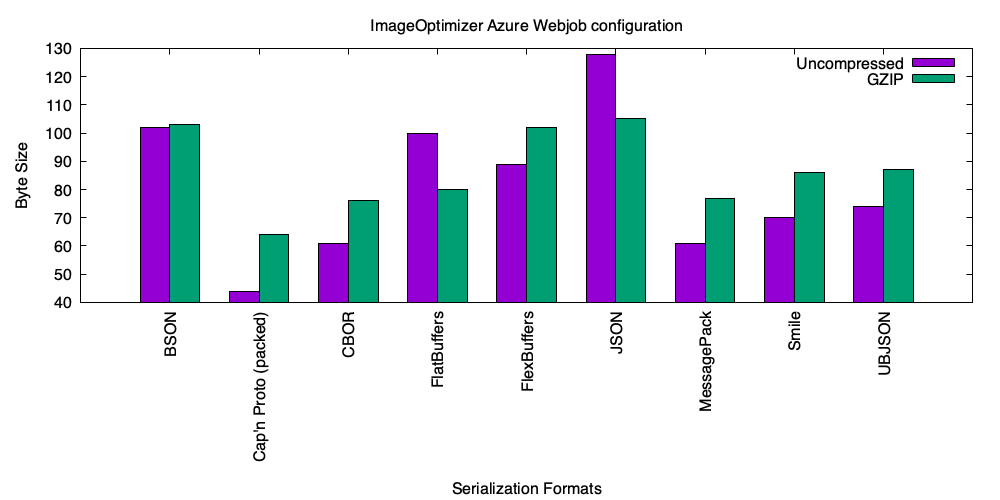 ImageOptimizer Azure Webjob configuration
Uncompressed
GZIP
Byte Size
130
120
110
100
90
80
70
60
50
40
BSON
Cap'n Proto (packed)
CBOR
FlatBuffers
FlexBuffers
JSON
MessagePack
Smile
UBJSON
Serialization Formats